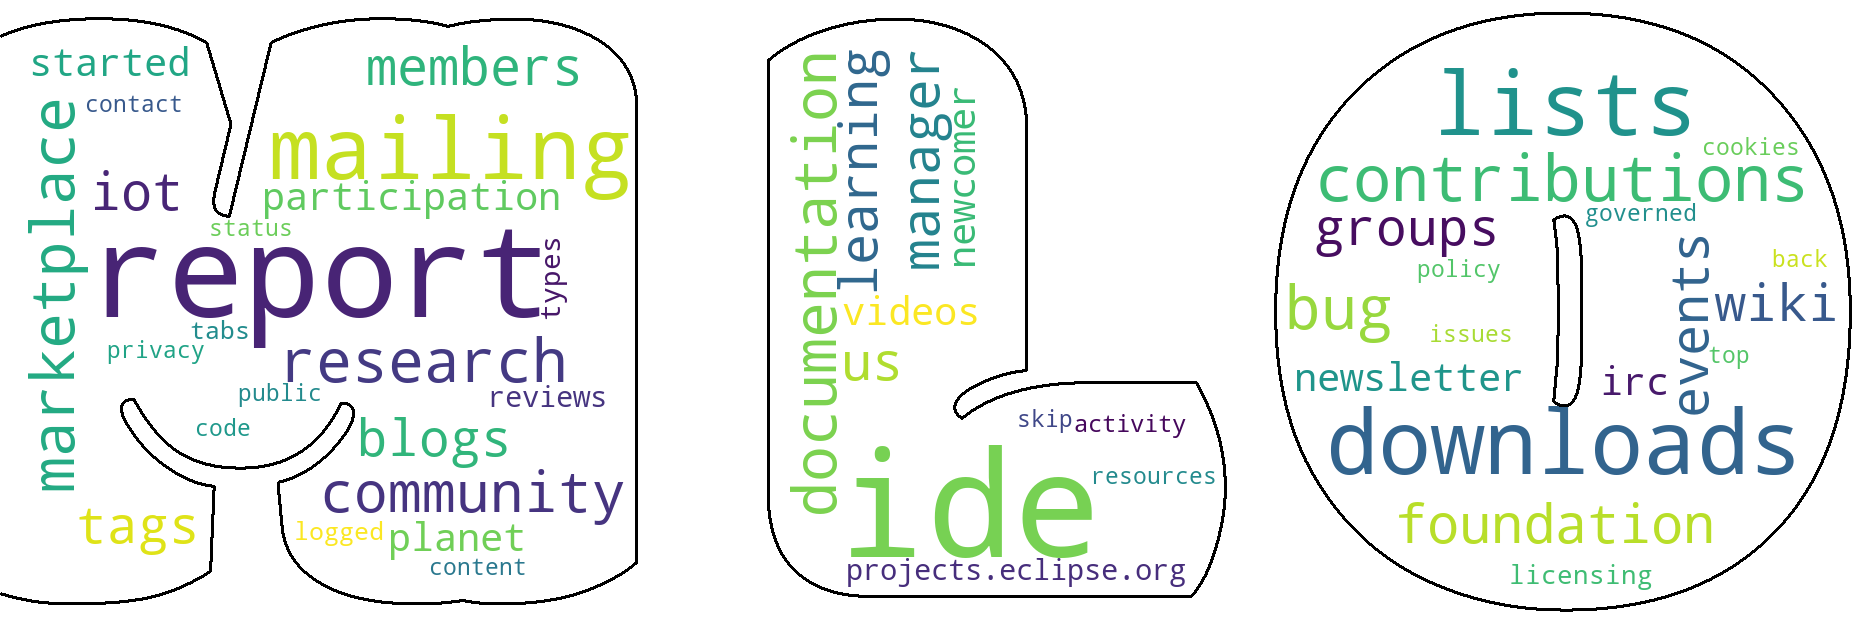 started
contact
marketplace
iot
members
mailing
participation
status
report
types
tabs
privacy
research
public
reviews
code
blogs
community
tags
logged
planet
content
documentation
learning
manager
newcomer
videos
us
skip
activity
ide
resources
projects.eclipse.org
lists
cookies
contributions
groups
governed
policy
events
back
bug
wiki
issues
top
newsletter
irc
downloads
foundation
licensing